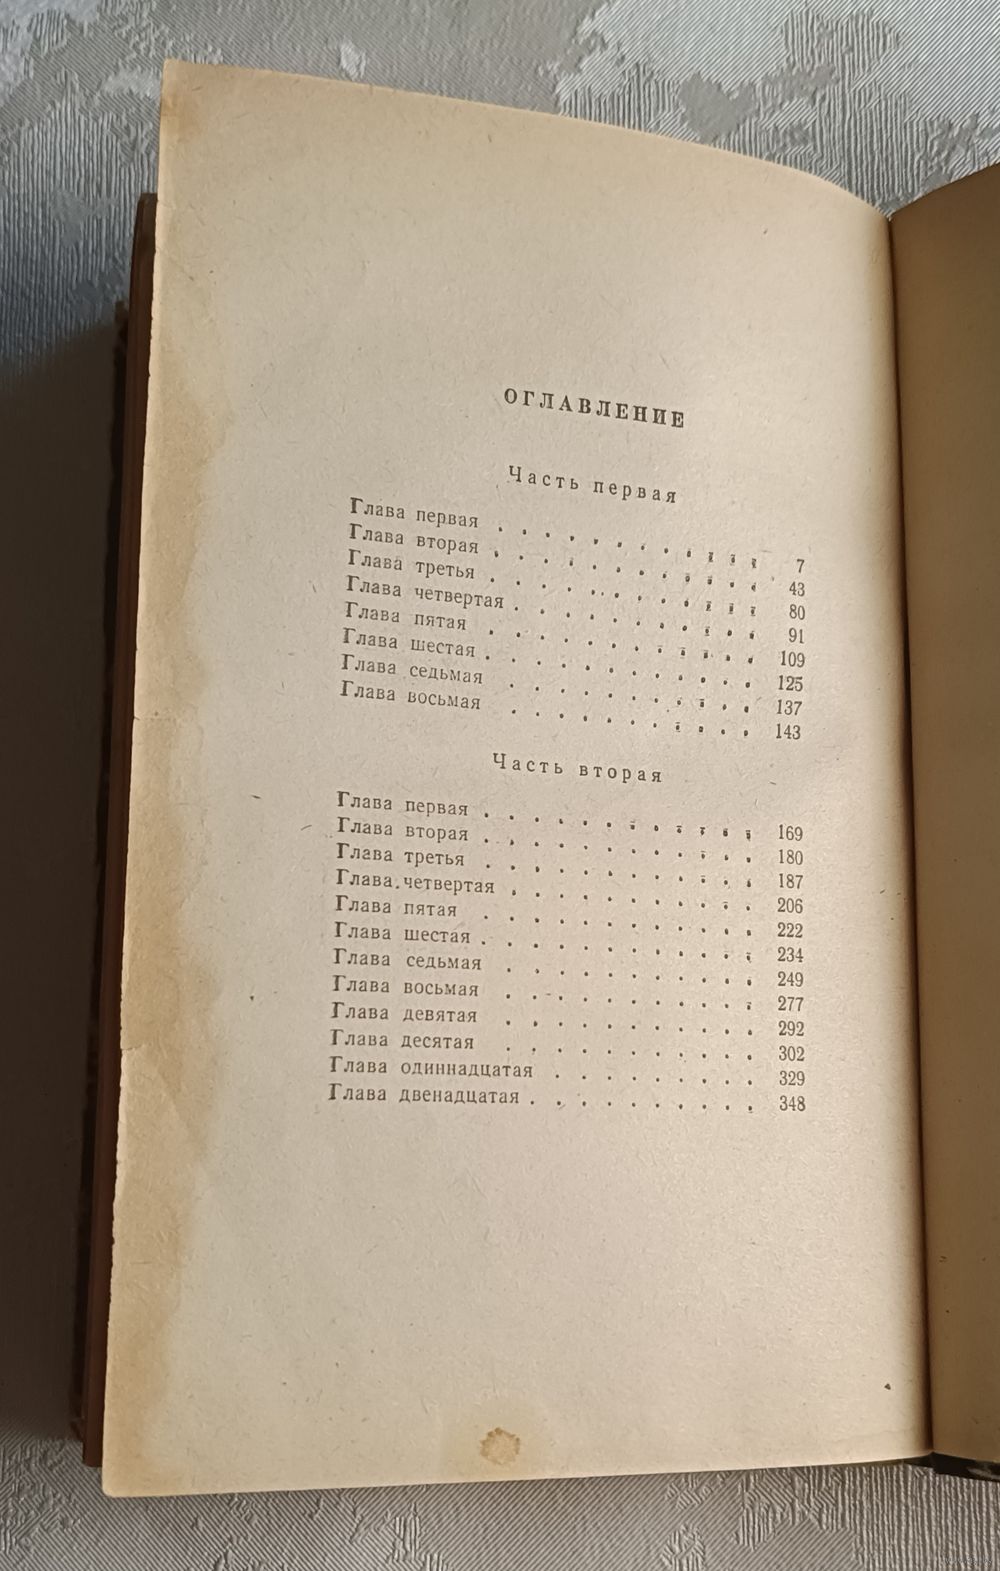 ОГЛАВЛЕНИЕ
Часть первая
Глава первая . . . . . . . . . . . . 7
Глава вторая . . . . . . . . . . . . 43
Глава третья . . . . . . . . . . . . 80
Глава четвертая . . . . . . . . . . . 91
Глава пятая . . . . . . . . . . . . 109
Глава шестая . . . . . . . . . . . . 125
Глава седьмая . . . . . . . . . . . 137
Глава восьмая . . . . . . . . . . . 143
Часть вторая
Глава первая . . . . . . . . . . . . 169
Глава вторая . . . . . . . . . . . . 180
Глава третья . . . . . . . . . . . . 187
Глава четвертая . . . . . . . . . . . 206
Глава пятая . . . . . . . . . . . . 222
Глава шестая . . . . . . . . . . . . 234
Глава седьмая . . . . . . . . . . . 249
Глава восьмая . . . . . . . . . . . 277
Глава девятая . . . . . . . . . . . 292
Глава десятая . . . . . . . . . . . 302
Глава одиннадцатая . . . . . . . . . 329
Глава двенадцатая . . . . . . . . . . 348